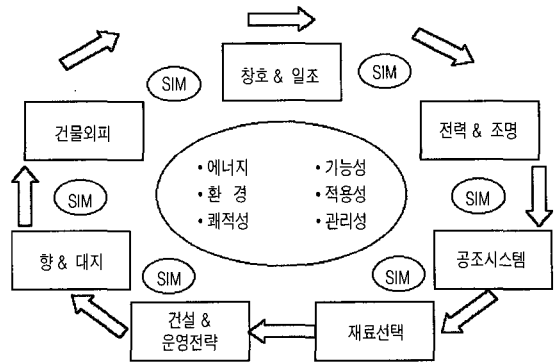 창호 & 일조
SIM
SIM
건물외피
전력 & 조명
• 에너지
• 기능성
• 환 경
• 적용성
• 쾌적성
• 관리성
SIM
SIM
향 & 대지
공조시스템
SIM
SIM
건설 &
운영전략
재료선택